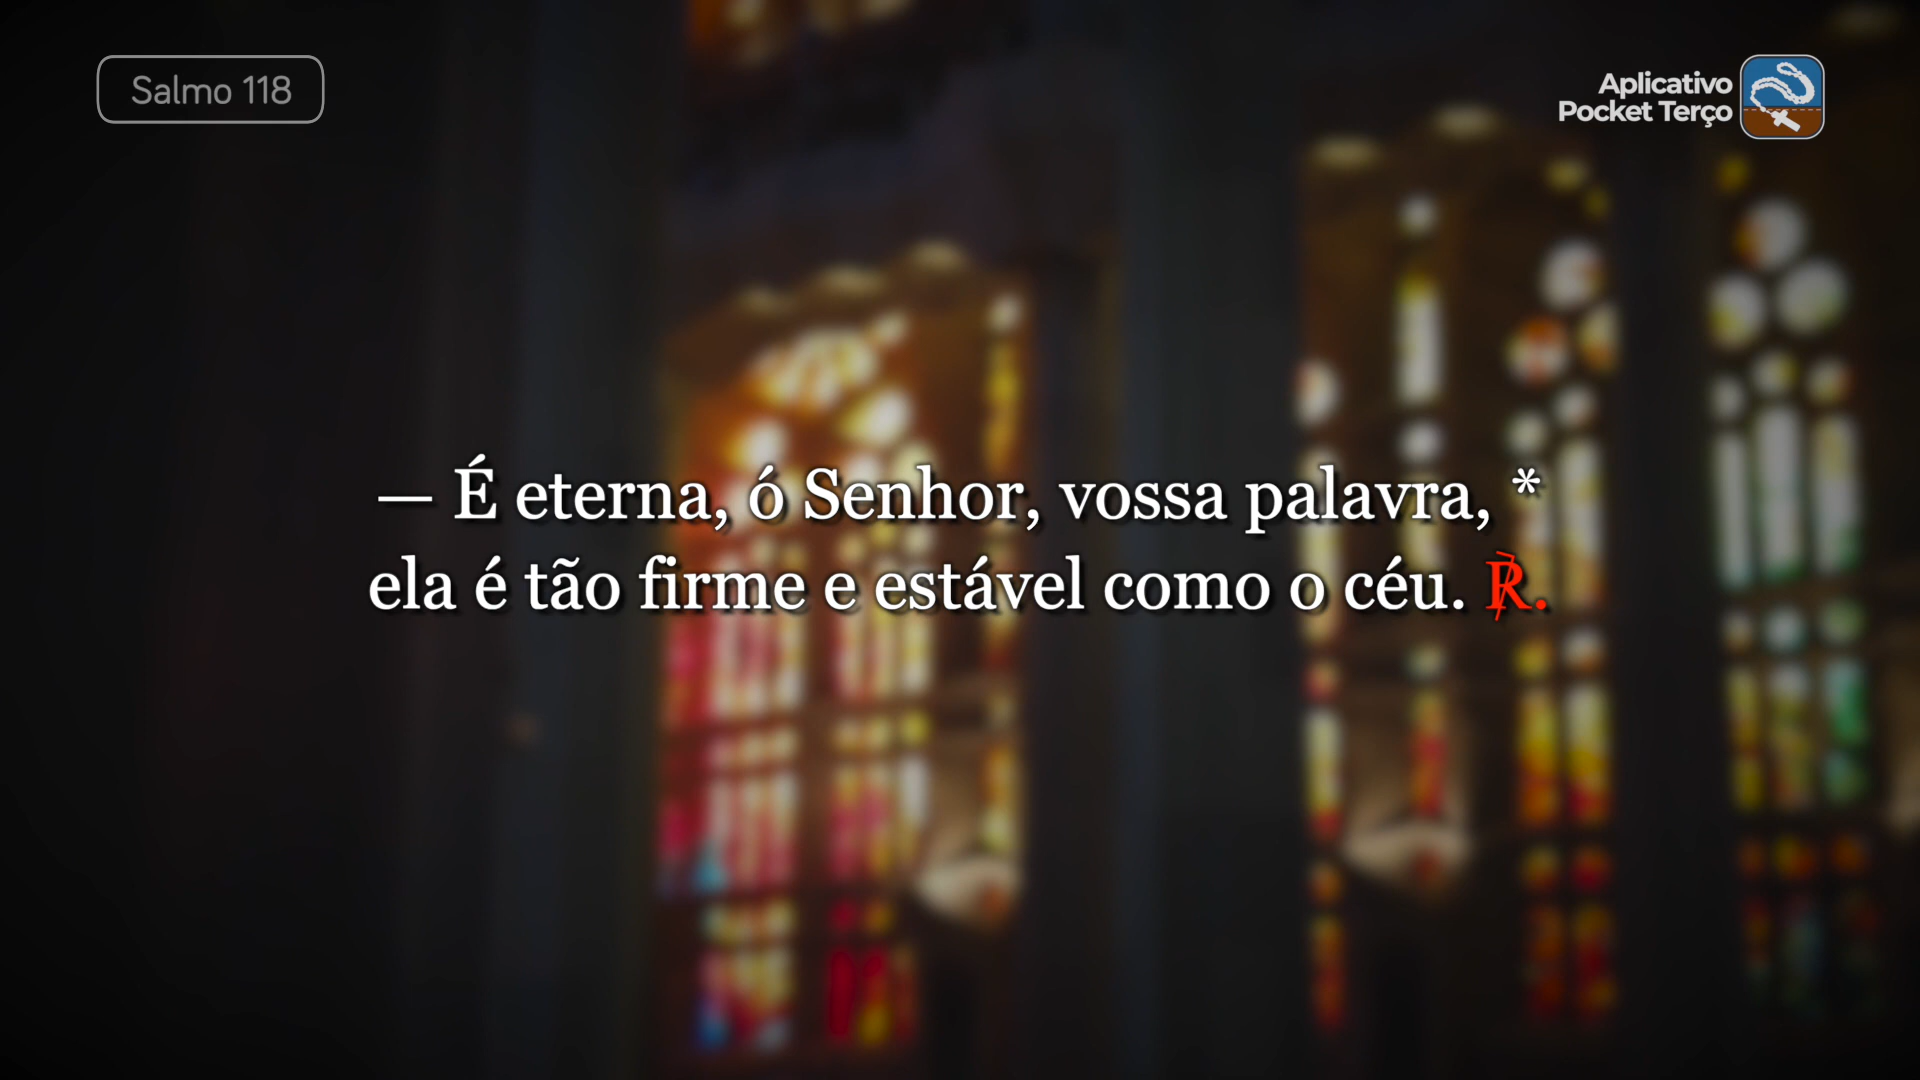 Salmo 118
Aplicativo
Pocket Terço
— É eterna, ó Senhor, vossa palavra, *
ela é tão firme e estável como o céu. ℟.